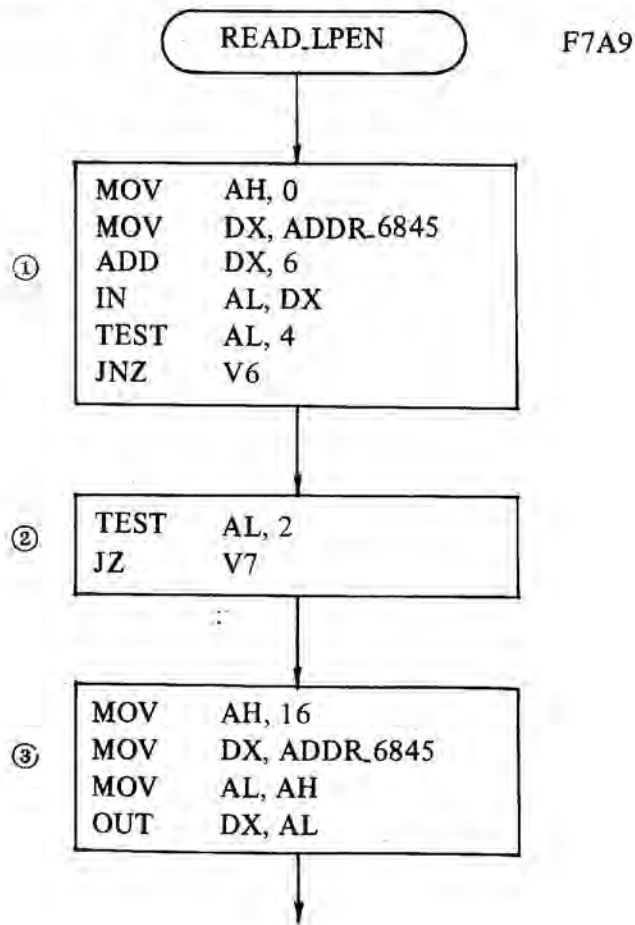 READ_LPEN F7A9
①
MOV AH, 0
MOV DX, ADDR_6845
ADD DX, 6
IN AL, DX
TEST AL, 4
JNZ V6
②
TEST AL, 2
JZ V7
③
MOV AH, 16
MOV DX, ADDR_6845
MOV AL, AH
OUT DX, AL